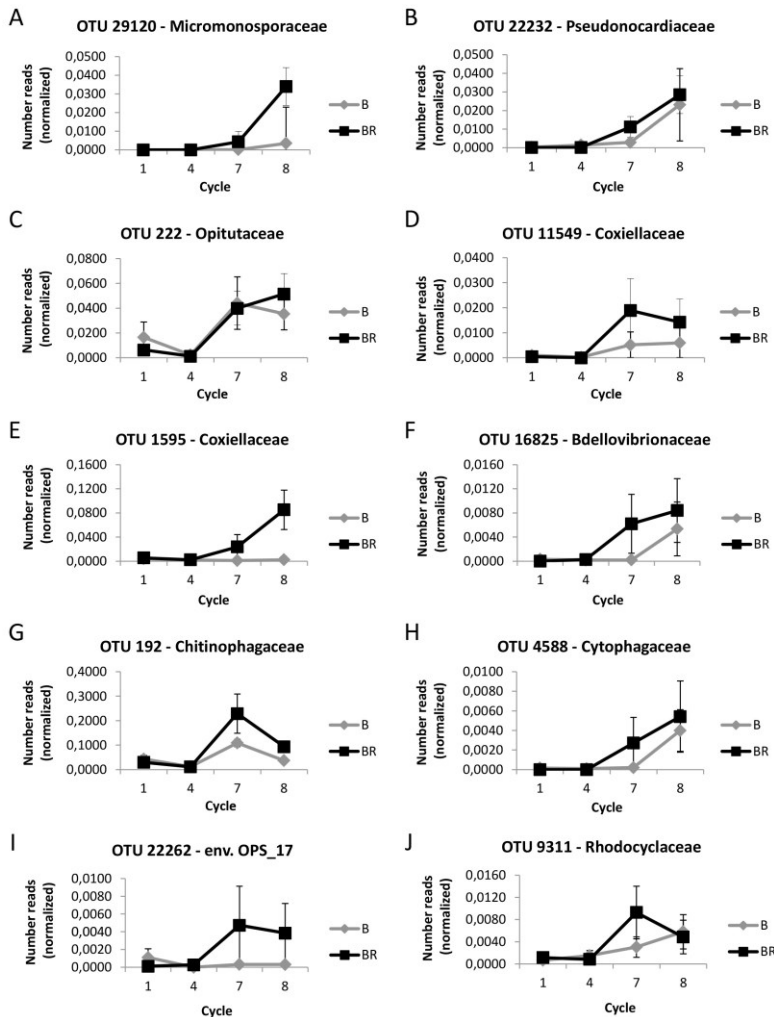 A
OTU 29120 - Micromonosporaceae
Number reads
(normalized)
0,0500
0,0400
0,0300
0,0200
0,0100
0,0000
1 4 7 8
Cycle
B
BR
B
OTU 22232 - Pseudonocardiaceae
Number reads
(normalized)
0,0500
0,0400
0,0300
0,0200
0,0100
0,0000
1 4 7 8
Cycle
B
BR
C
OTU 222 - Opitutaceae
Number reads
(normalized)
0,0800
0,0600
0,0400
0,0200
0,0000
1 4 7 8
Cycle
B
BR
D
OTU 11549 - Coxiellaceae
Number reads
(normalized)
0,0400
0,0300
0,0200
0,0100
0,0000
1 4 7 8
Cycle
B
BR
E
OTU 1595 - Coxiellaceae
Number reads
(normalized)
0,1600
0,1200
0,0800
0,0400
0,0000
1 4 7 8
Cycle
B
BR
F
OTU 16825 - Bdellovibrionaceae
Number reads
(normalized)
0,0160
0,0120
0,0080
0,0040
0,0000
1 4 7 8
Cycle
B
BR
G
OTU 192 - Chitinophagaceae
Number reads
(normalized)
0,4000
0,3000
0,2000
0,1000
0,0000
1 4 7 8
Cycle
B
BR
H
OTU 4588 - Cytophagaceae
Number reads
(normalized)
0,0100
0,0080
0,0060
0,0040
0,0020
0,0000
1 4 7 8
Cycle
B
BR
I
OTU 22262 - env. OPS_17
Number reads
(normalized)
0,0100
0,0080
0,0060
0,0040
0,0020
0,0000
1 4 7 8
Cycle
B
BR
J
OTU 9311 - Rhodocyclaceae
Number reads
(normalized)
0,0160
0,0120
0,0080
0,0040
0,0000
1 4 7 8
Cycle
B
BR